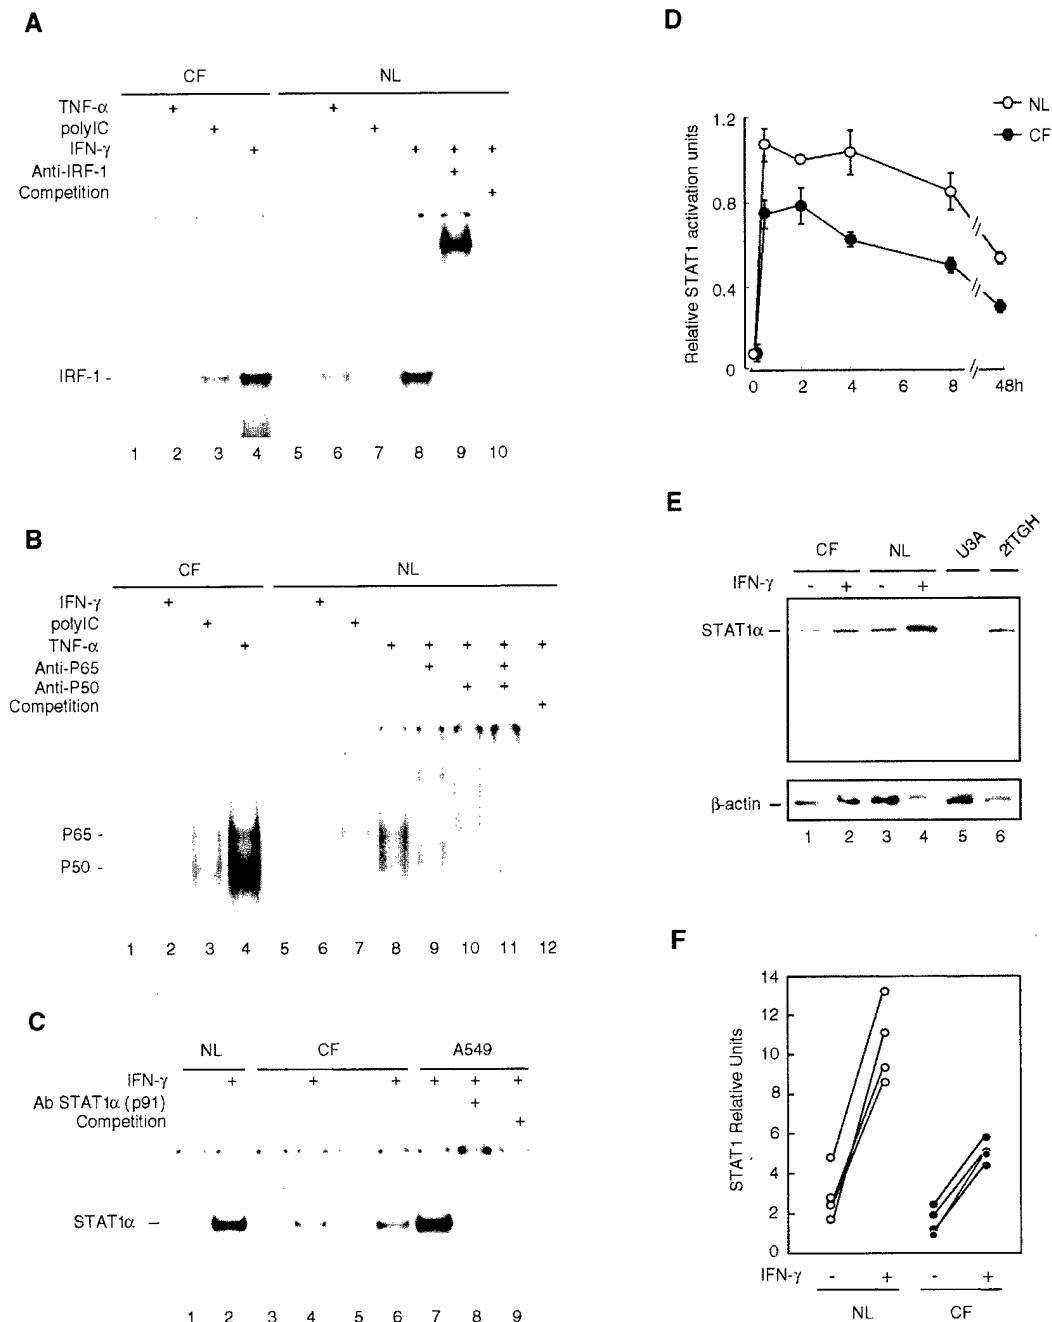 A
CF NL
TNF-α + +
polyIC + +
IFN-γ + + + +
Anti-IRF-1 +
Competition +
IRF-1 -
1 2 3 4 5 6 7 8 9 10
B
CF NL
IFN-γ + +
polyIC + +
TNF-α + + + + + +
Anti-P65 + +
Anti-P50 + +
Competition +
P65 -
P50 -
1 2 3 4 5 6 7 8 9 10 11 12
C
NL CF A549
IFN-γ + + + + + +
Ab STAT1α (p91) +
Competition +
STAT1α -
1 2 3 4 5 6 7 8 9
D
NL
CF
Relative STAT1 activation units
1.2
0.8
0.4
0
0 2 4 6 8 48h
E
CF NL U3A 2fTGH
IFN-γ - + - +
STAT1α -
β-actin -
1 2 3 4 5 6
F
STAT1 Relative Units
14
12
10
8
6
4
2
0
IFN-γ - + - +
NL CF